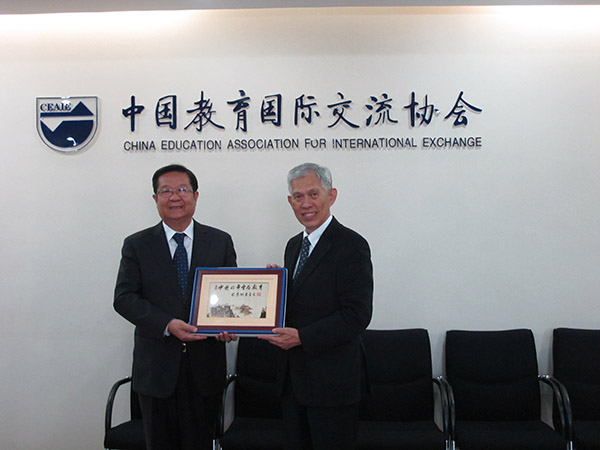 CEAIE
中国教育国际交流协会
CHINA EDUCATION ASSOCIATION FOR INTERNATIONAL EXCHANGE